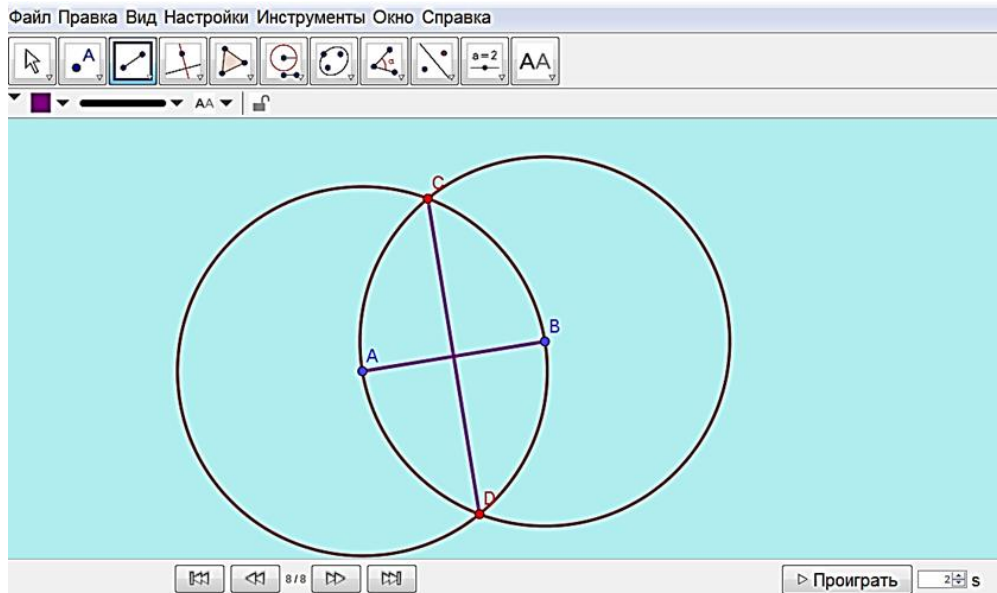 Файл Правка Вид Настройки Инструменты Окно Справка
A α a=2 AA
AA
C
B
A
D
8 / 8 Проиграть 2 s